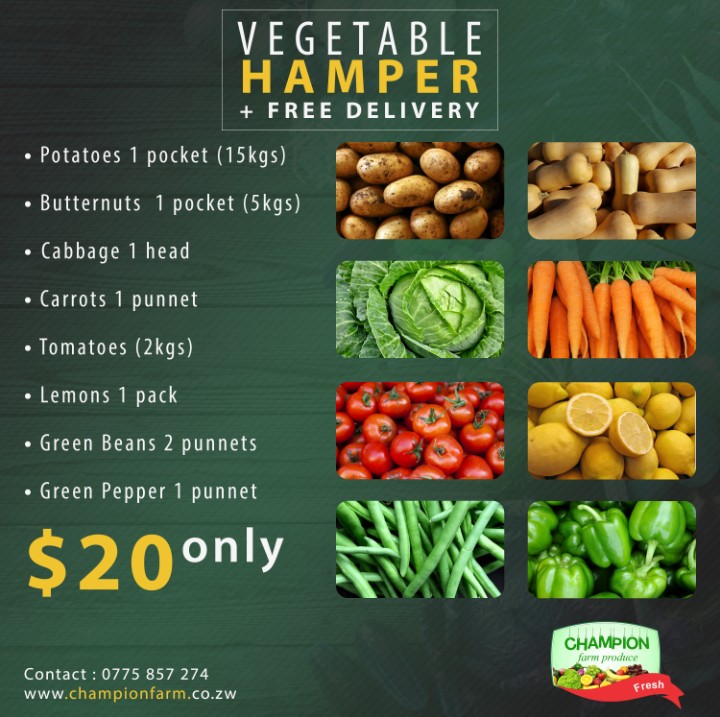 VEGETABLE
HAMPER
+ FREE DELIVERY
• Potatoes 1 pocket (15kgs)
• Butternuts 1 pocket (5kgs)
• Cabbage 1 head
• Carrots 1 punnet
• Tomatoes (2kgs)
• Lemons 1 pack
• Green Beans 2 punnets
• Green Pepper 1 punnet
$20 only
CHAMPION
farm produce
Fresh
Contact : 0775 857 274
www.championfarm.co.zw